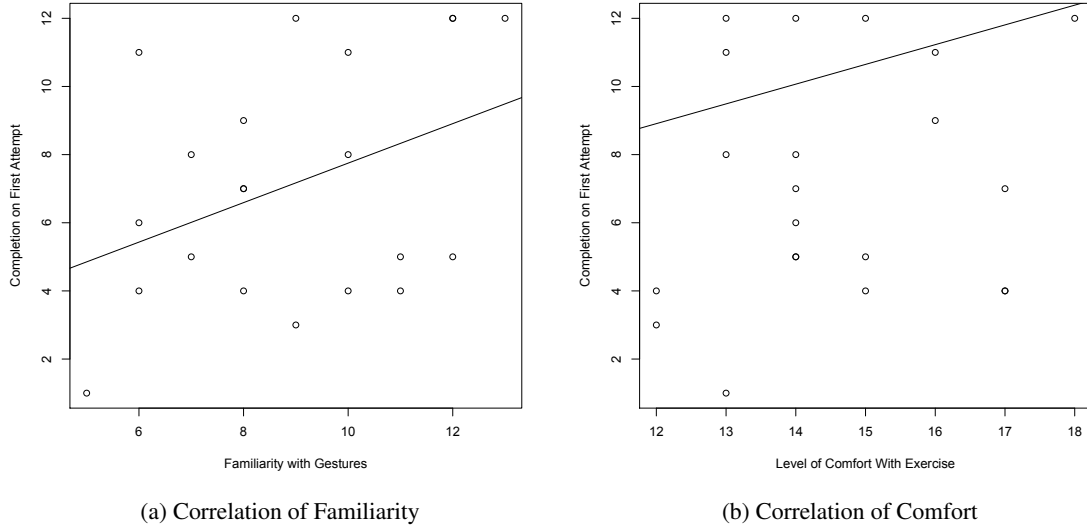 12
10
8
6
4
2
Completion on First Attempt
6 8 10 12
Familiarity with Gestures
(a) Correlation of Familiarity
12
10
8
6
4
2
Completion on First Attempt
12 13 14 15 16 17 18
Level of Comfort With Exercise
(b) Correlation of Comfort